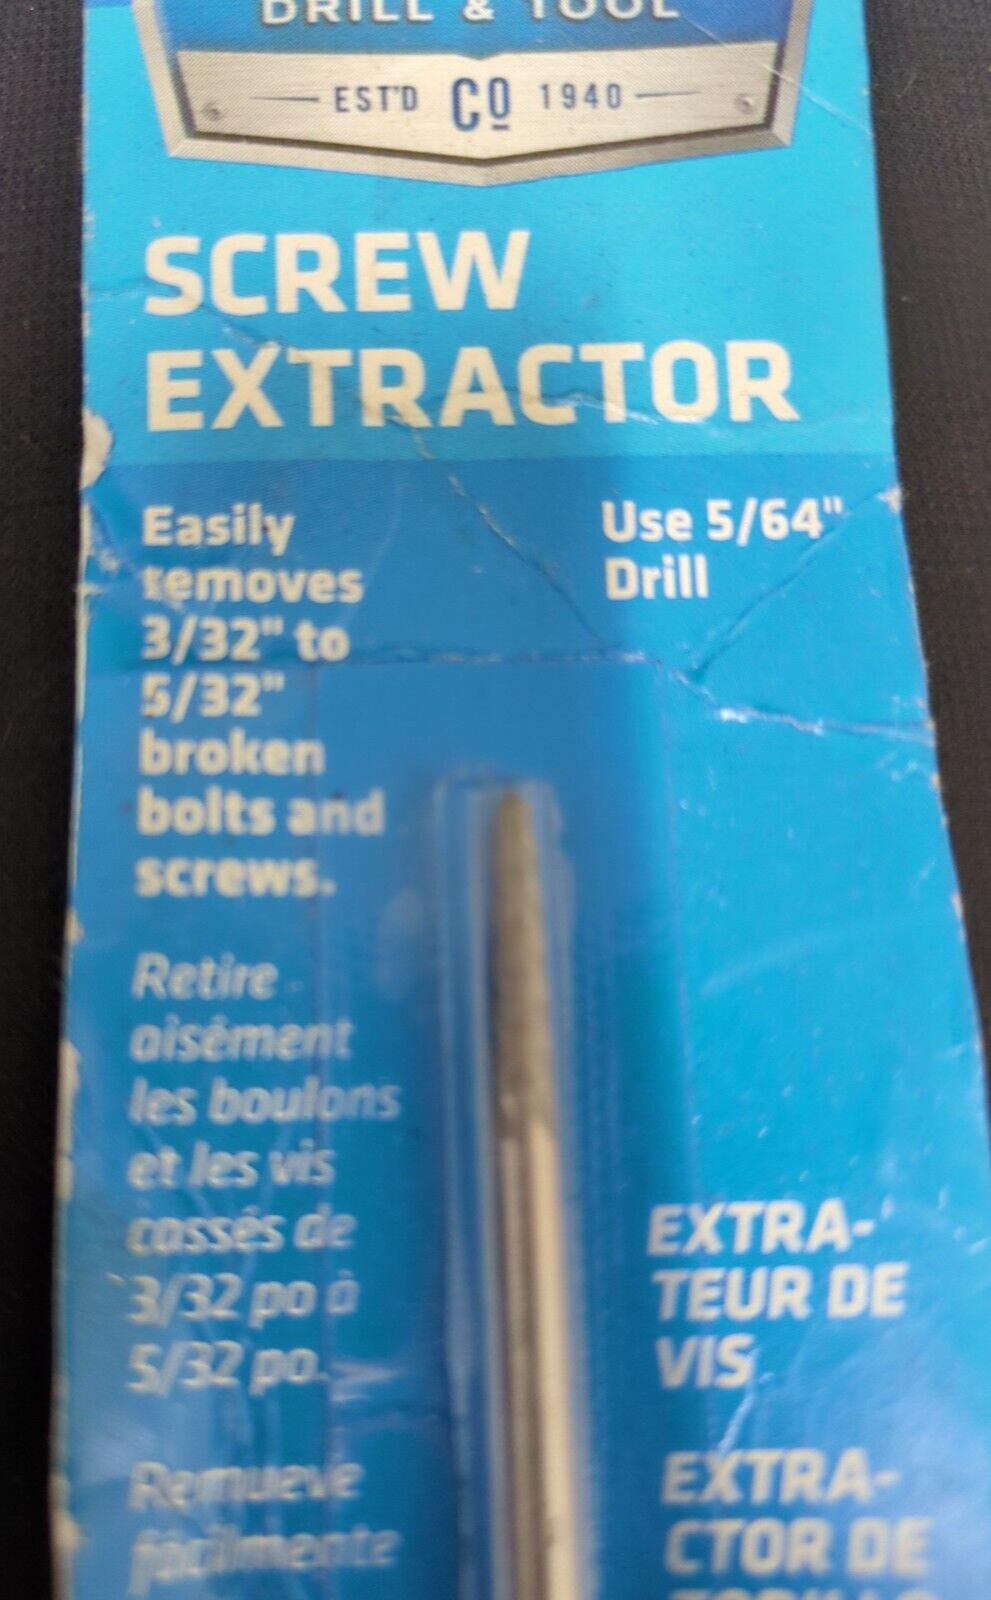 DRILL & TOOL
EST'D CO 1940
SCREW
EXTRACTOR
Easily
removes
3/32" to
5/32"
broken
bolts and
screws.
Use 5/64"
Drill
Retire
aisément
les boulons
et les vis
cassés de
3/32 po à
5/32 po.
EXTRA-
TEUR DE
VIS
Remueve
facilmente
EXTRA-
CTOR DE